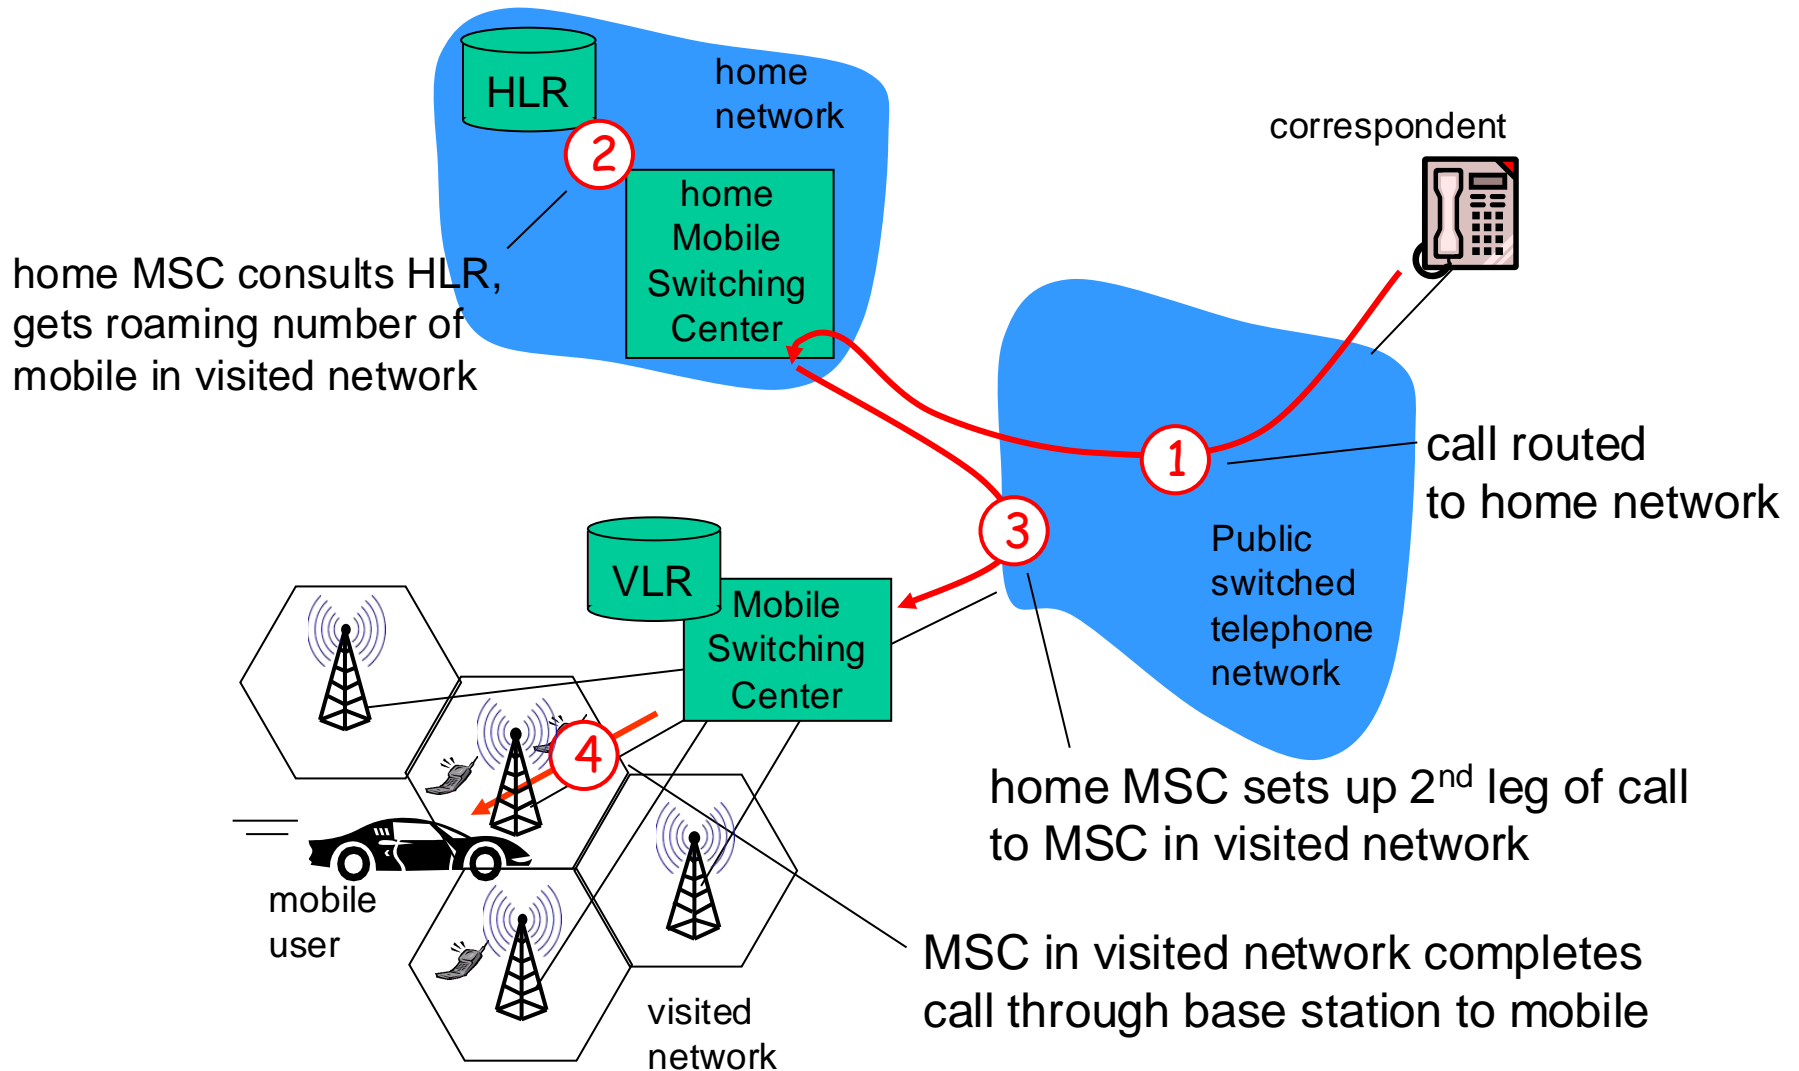 HLR
home
network
2
home
Mobile
Switching
Center
correspondent
home MSC consults HLR,
gets roaming number of
mobile in visited network
1
call routed
to home network
3
Public
switched
telephone
network
VLR
Mobile
Switching
Center
4
home MSC sets up 2nd leg of call
to MSC in visited network
mobile
user
MSC in visited network completes
call through base station to mobile
visited
network